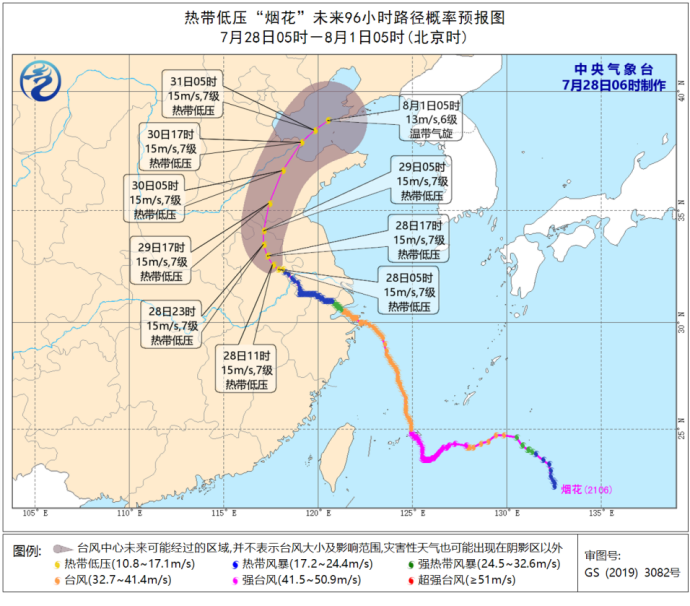 热带低压“烟花”未来96小时路径概率预报图
7月28日05时－8月1日05时(北京时)
中央气象台
7月28日06时制作
31日05时
15m/s,7级
热带低压
8月1日05时
13m/s,6级
温带气旋
30日17时
15m/s,7级
热带低压
29日05时
15m/s,7级
热带低压
30日05时
15m/s,7级
热带低压
28日17时
15m/s,7级
热带低压
29日17时
15m/s,7级
热带低压
28日05时
15m/s,7级
热带低压
28日23时
15m/s,7级
热带低压
28日11时
15m/s,7级
热带低压
40° N
35° N
30° N
25° N
烟花(2106)
105° E
110° E
115° E
120° E
125° E
130° E
135° E
图例:
台风中心未来可能经过的区域,并不表示台风大小及影响范围,灾害性天气也可能出现在阴影区以外
热带低压(10.8~17.1m/s)
热带风暴(17.2~24.4m/s)
强热带风暴(24.5~32.6m/s)
台风(32.7~41.4m/s)
强台风(41.5~50.9m/s)
超强台风(≥51m/s)
审图号:
GS (2019) 3082号